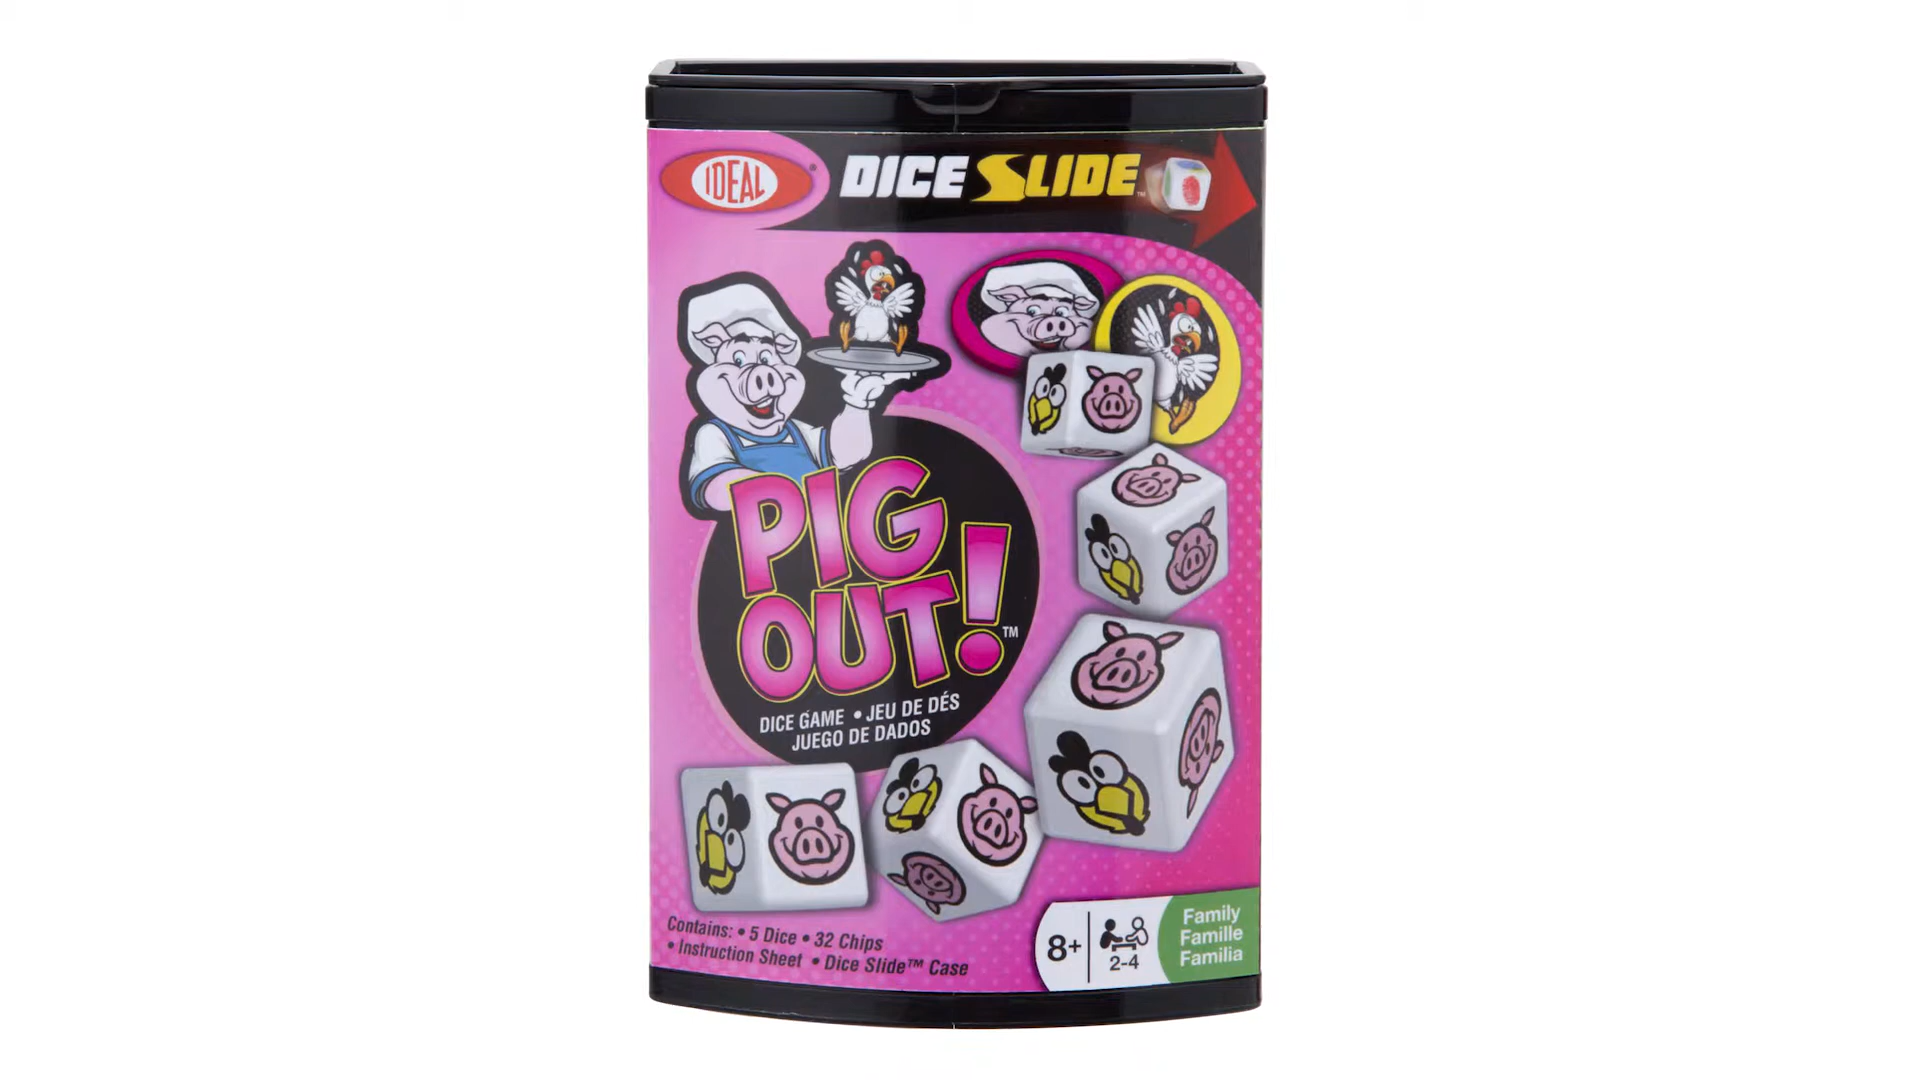 IDEAL
DICE SLIDE™
PIG
OUT!™
DICE GAME • JEU DE DÉS
JUEGO DE DADOS
Contains: • 5 Dice • 32 Chips
• Instruction Sheet • Dice Slide™ Case
8+
2-4
Family
Famille
Familia